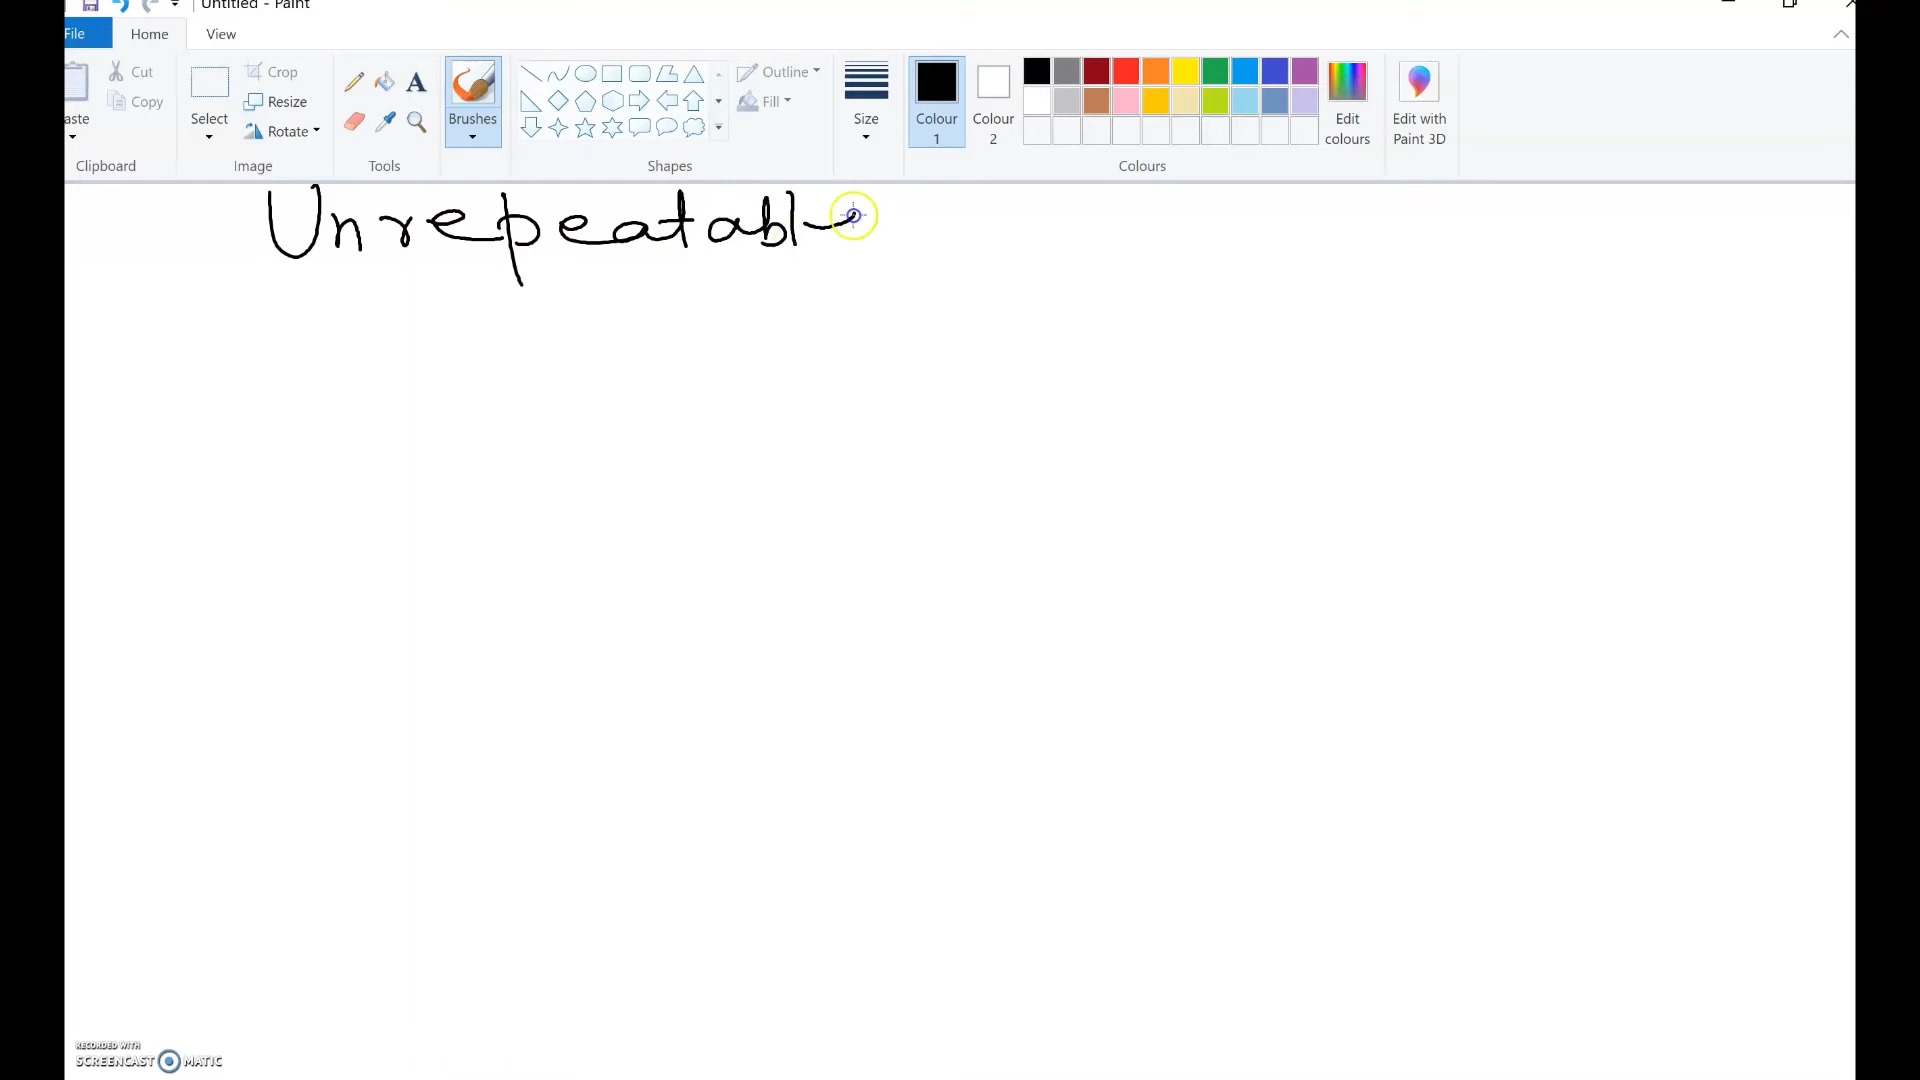 Untitled - Paint
File Home View
Cut
Copy
aste
Clipboard
Select
Crop
Resize
Rotate
Image
Tools
Brushes
Shapes
Outline
Fill
Size
Colour 1
Colour 2
Colours
Edit colours
Edit with Paint 3D
Unrepeatabl
RECORDED WITH
SCREENCAST MATIC